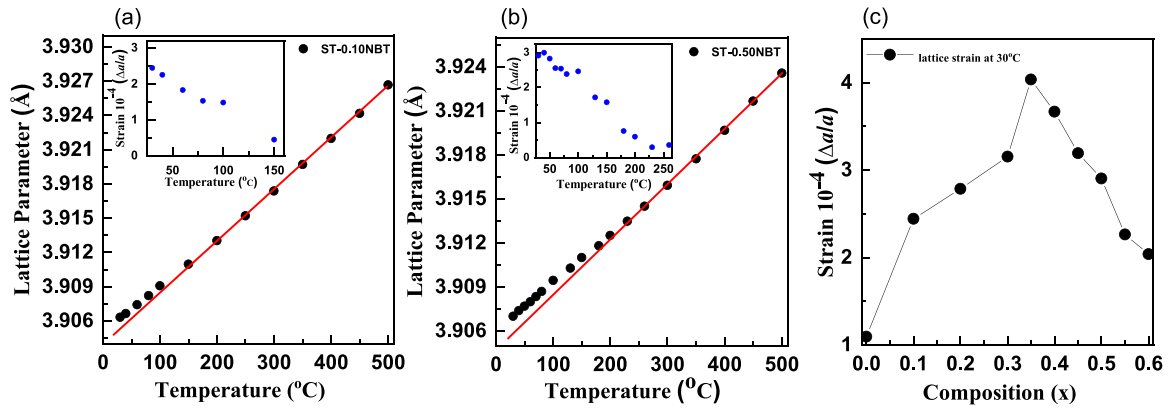 (a)
3.930
3.927
3.924
3.921
3.918
3.915
3.912
3.909
3.906
Lattice Parameter (Å)
0 100 200 300 400 500
Temperature (°C)
ST-0.10NBT
3
2
1
0
Strain 10⁻⁴ (Δa/a)
50 100 150
Temperature (°C)
(b)
3.924
3.921
3.918
3.915
3.912
3.909
3.906
Lattice Parameter (Å)
0 100 200 300 400 500
Temperature (°C)
ST-0.50NBT
3
2
1
0
Strain 10⁻⁴ (Δa/a)
50 100 150 200 250
Temperature (°C)
(c)
lattice strain at 30°C
4
3
2
1
Strain 10⁻⁴ (Δa/a)
0.0 0.1 0.2 0.3 0.4 0.5 0.6
Composition (x)